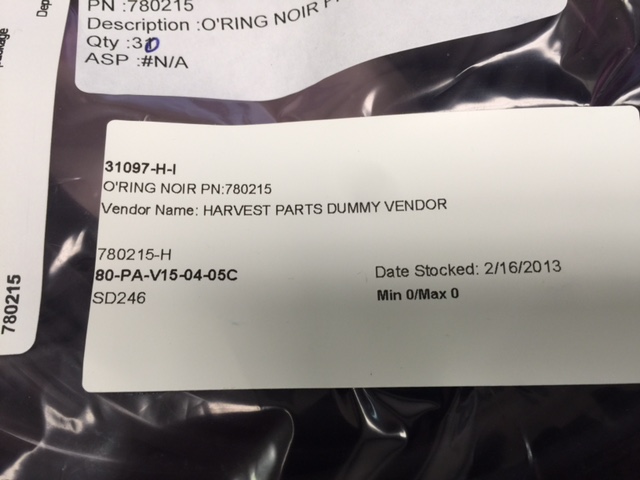 PN :780215
Description :O'RING NOIR
Qty :30
ASP :#N/A
31097-H-I
O'RING NOIR PN:780215
Vendor Name: HARVEST PARTS DUMMY VENDOR
780215-H
80-PA-V15-04-05C
SD246
Date Stocked: 2/16/2013
Min 0/Max 0
780215